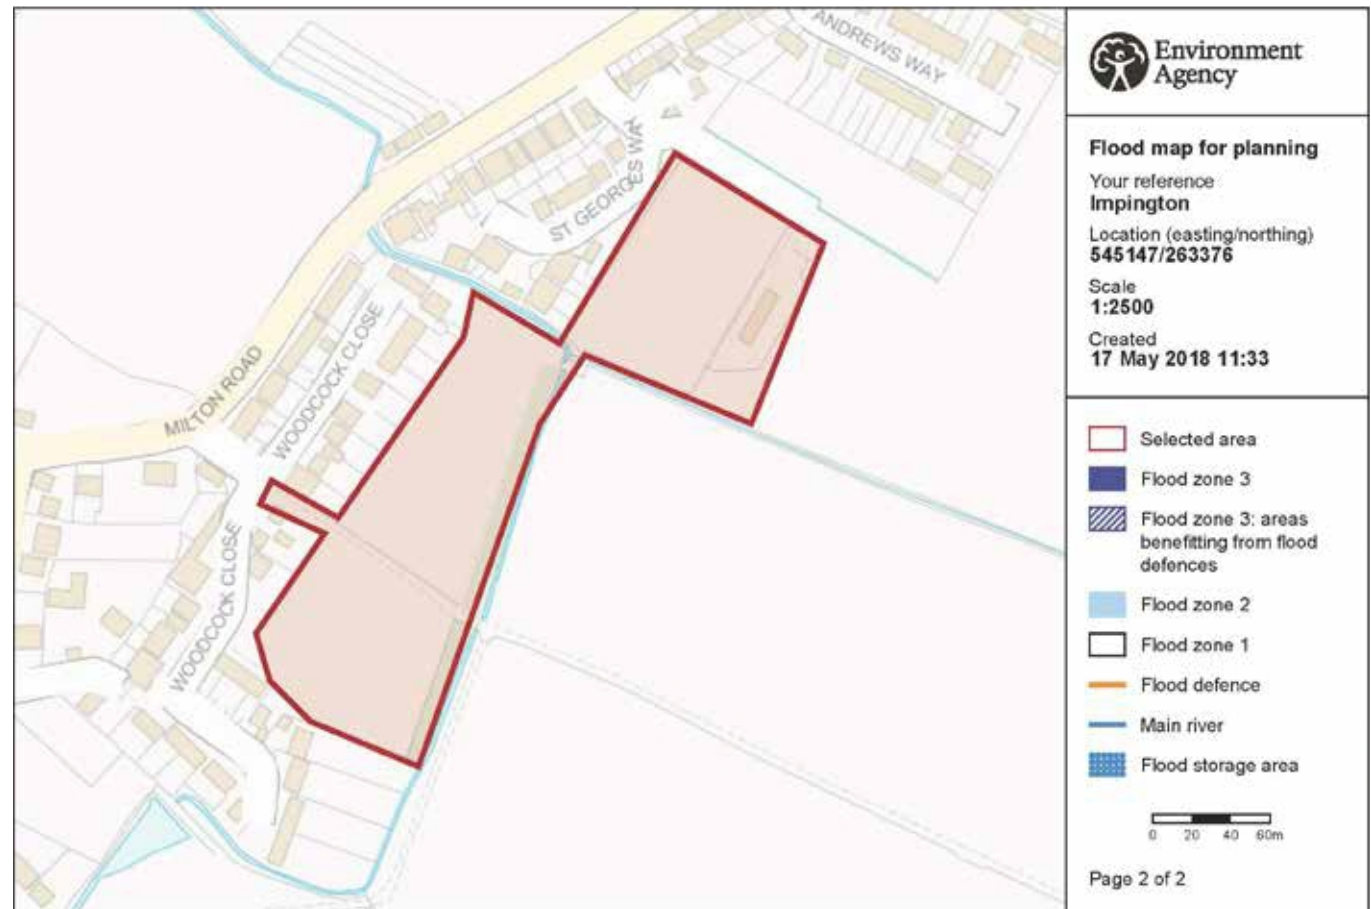 ANDREWS WAY
ST GEORGES WAY
WOODCOCK CLOSE
MILTON ROAD
WOODCOCK CLOSE
Environment
Agency
Flood map for planning
Your reference
Impington
Location (easting/northing)
545147/263376
Scale
1:2500
Created
17 May 2018 11:33
Selected area
Flood zone 3
Flood zone 3: areas
benefitting from flood
defences
Flood zone 2
Flood zone 1
Flood defence
Main river
Flood storage area
0 20 40 60m
Page 2 of 2